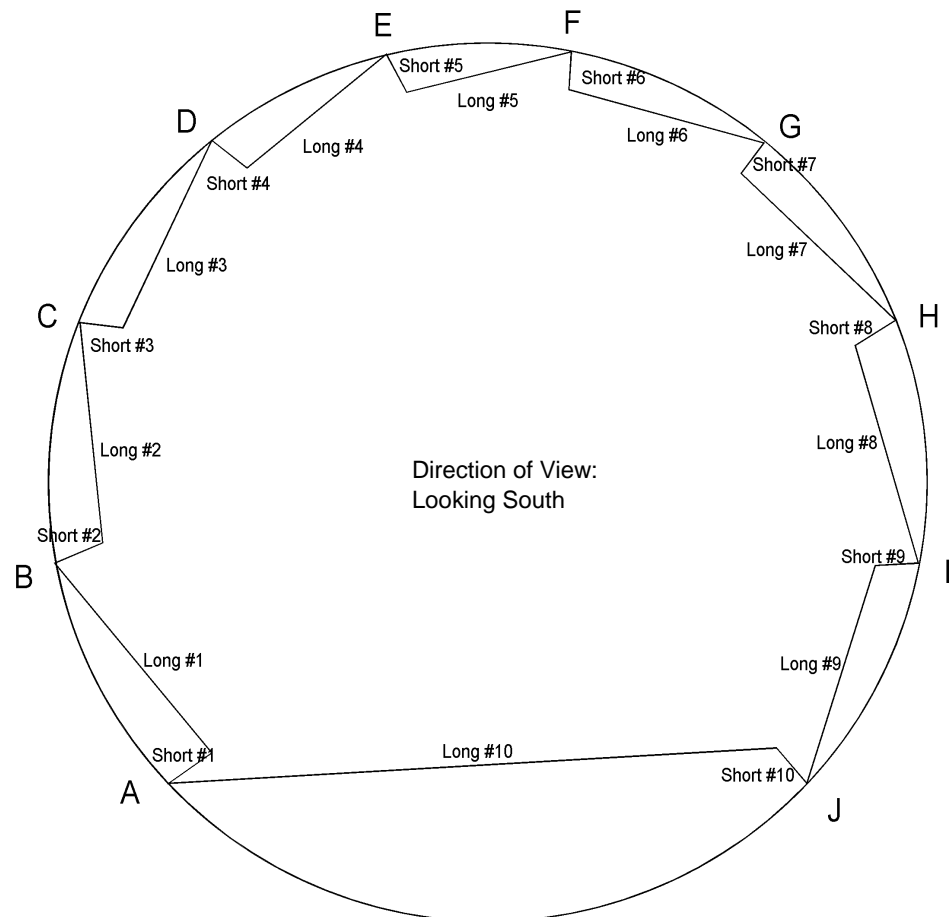 E
F
Short #5
Short #6
Long #5
D
G
Long #4
Long #6
Short #7
Short #4
Long #7
Long #3
C
H
Short #8
Short #3
Long #2
Long #8
Direction of View:
Looking South
Short #2
Short #9
B
I
Long #1
Long #9
Short #1
Long #10
Short #10
A
J